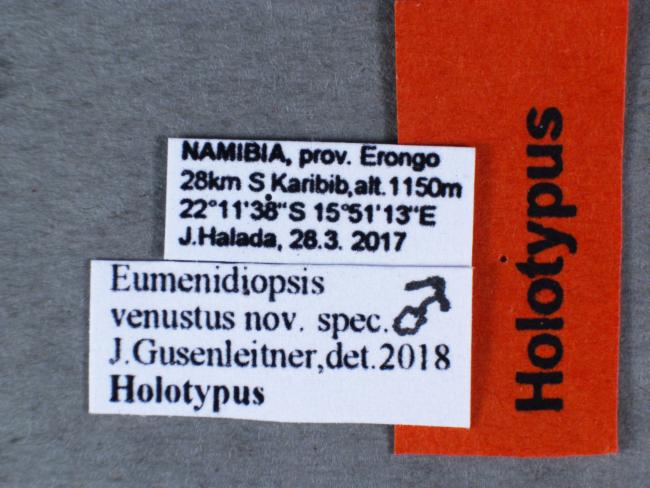 NAMIBIA, prov. Erongo
28km S Karibib,alt.1150m
22°11'38"S 15°51'13"E
J.Halada, 28.3. 2017
Eumenidiopsis
venustus nov. spec.♂
J.Gusenleitner,det.2018
Holotypus
Holotypus